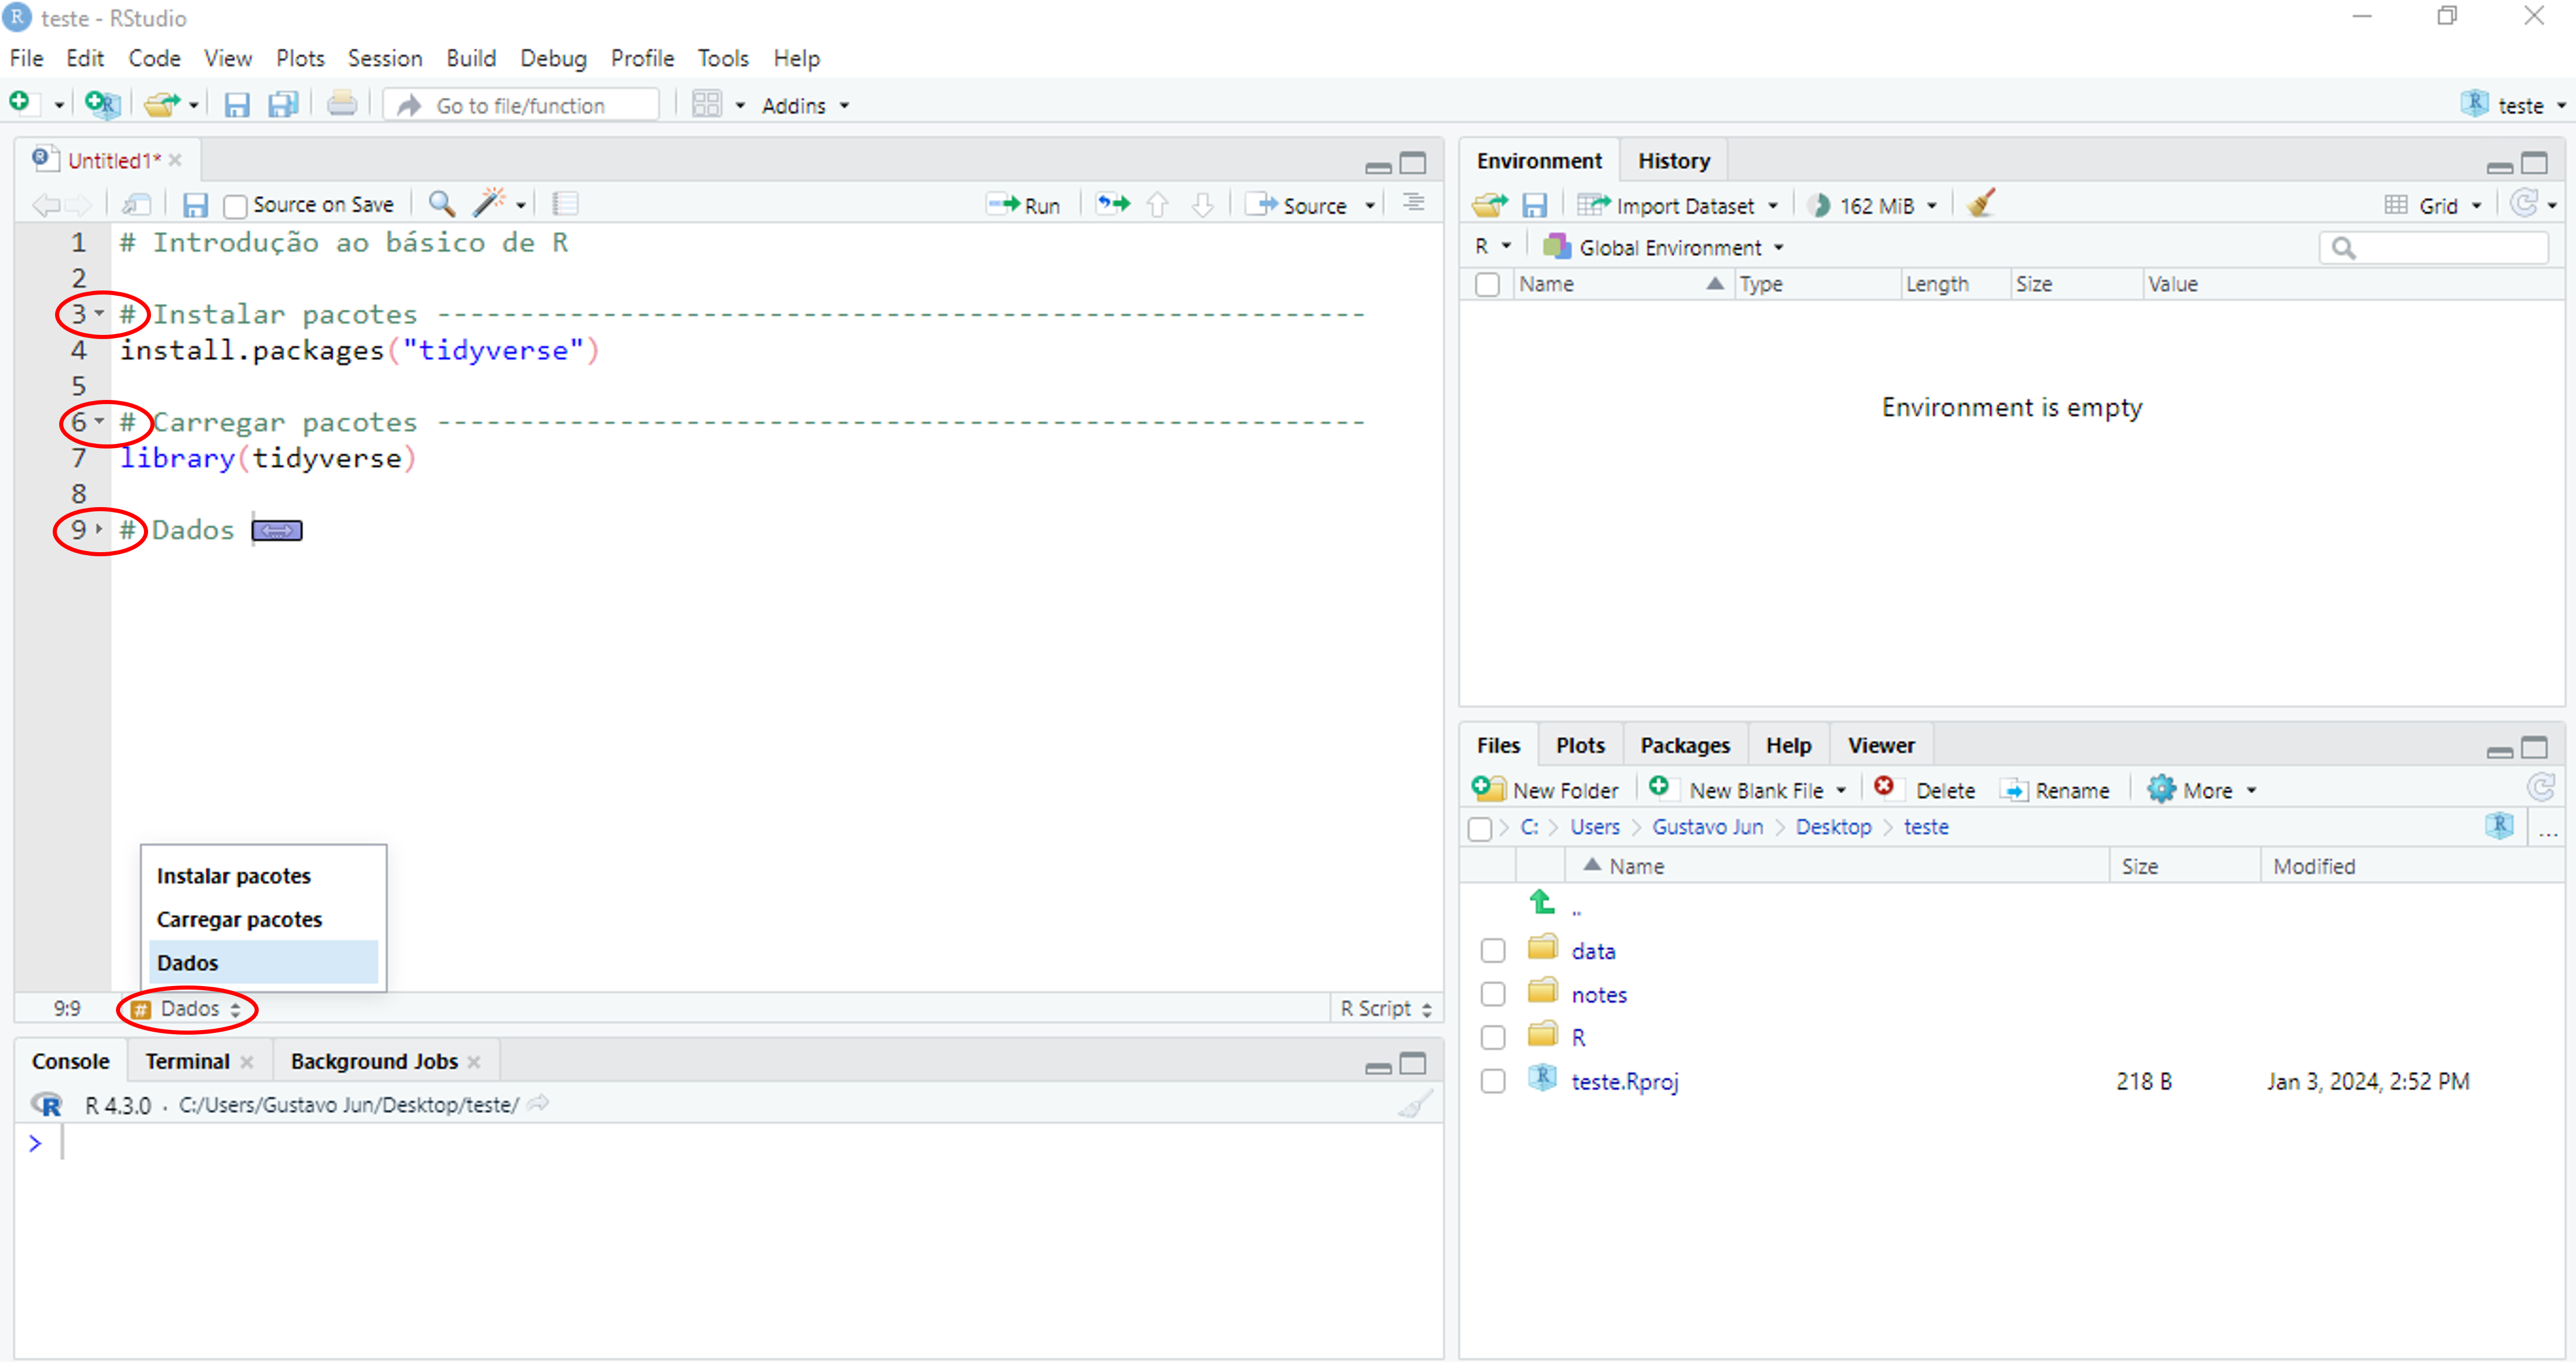 teste - RStudio
File Edit Code View Plots Session Build Debug Profile Tools Help
Go to file/function Addins teste
Untitled1*
Source on Save Run Source
1 # Introdução ao básico de R
2
3 # Instalar pacotes --------------------------------------------------------
4 install.packages("tidyverse")
5
6 # Carregar pacotes --------------------------------------------------------
7 library(tidyverse)
8
9 # Dados
Instalar pacotes
Carregar pacotes
Dados
9:9 # Dados R Script
Console Terminal Background Jobs
R 4.3.0 · C:/Users/Gustavo Jun/Desktop/teste/
>
Environment History
Import Dataset 162 MiB Grid
R Global Environment
Name Type Length Size Value
Environment is empty
Files Plots Packages Help Viewer
New Folder New Blank File Delete Rename More
C: Users Gustavo Jun Desktop teste ...
Name Size Modified
..
data
notes
R
teste.Rproj 218 B Jan 3, 2024, 2:52 PM